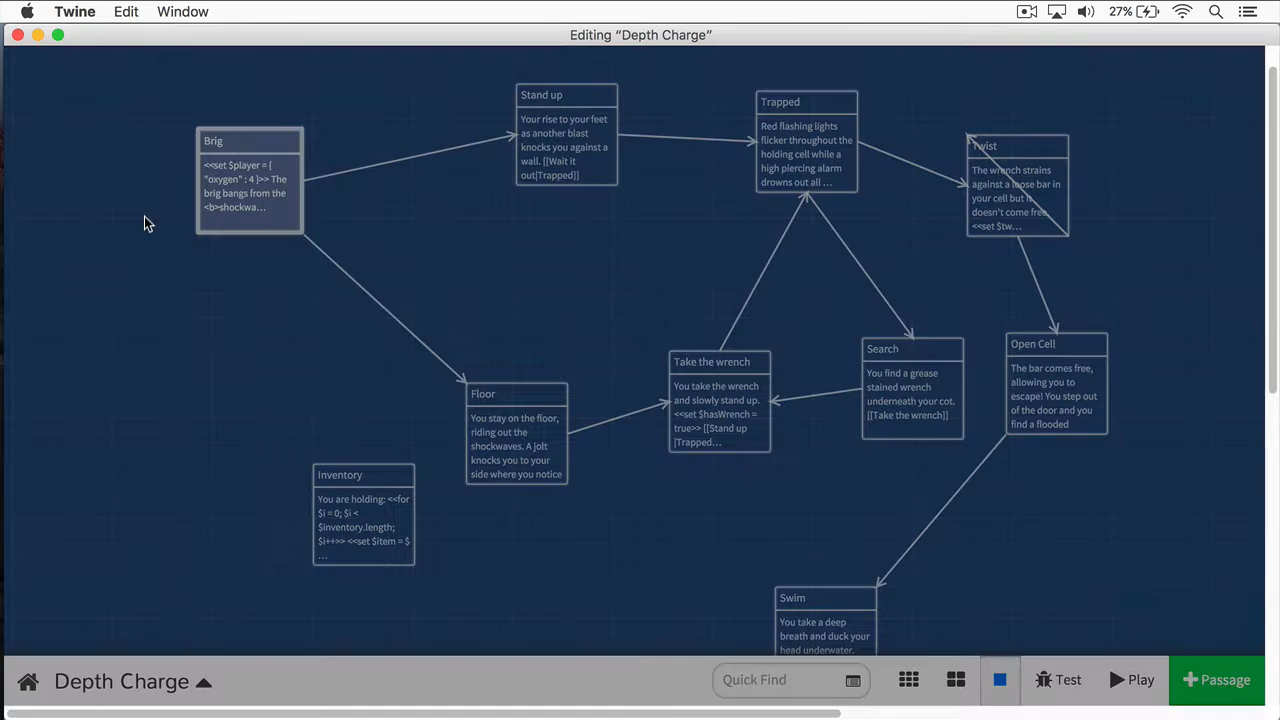 Twine Edit Window 27%
Editing “Depth Charge”
Brig
<<set $player = {
"oxygen" : 4 }>> The
brig bangs from the
<b>shockwa…
Stand up
Your rise to your feet
as another blast
knocks you against a
wall. [[Wait it
out|Trapped]]
Trapped
Red flashing lights
flicker throughout the
holding cell while a
high piercing alarm
drowns out all …
Twist
The wrench strains
against a loose bar in
your cell but it
doesn't come free.
<<set $tw…
Take the wrench
You take the wrench
and slowly stand up.
<<set $hasWrench =
true>> [[Stand up
|Trapped…
Search
You find a grease
stained wrench
underneath your cot.
[[Take the wrench]]
Open Cell
The bar comes free,
allowing you to
escape! You step out
of the door and you
find a flooded
Floor
You stay on the floor,
riding out the
shockwaves. A jolt
knocks you to your
side where you notice
Inventory
You are holding: <<for
$i = 0; $i <
$inventory.length;
$i++>> <<set $item = $
…
Swim
You take a deep
breath and duck your
head underwater.
Depth Charge
Quick Find
Test
Play
+Passage